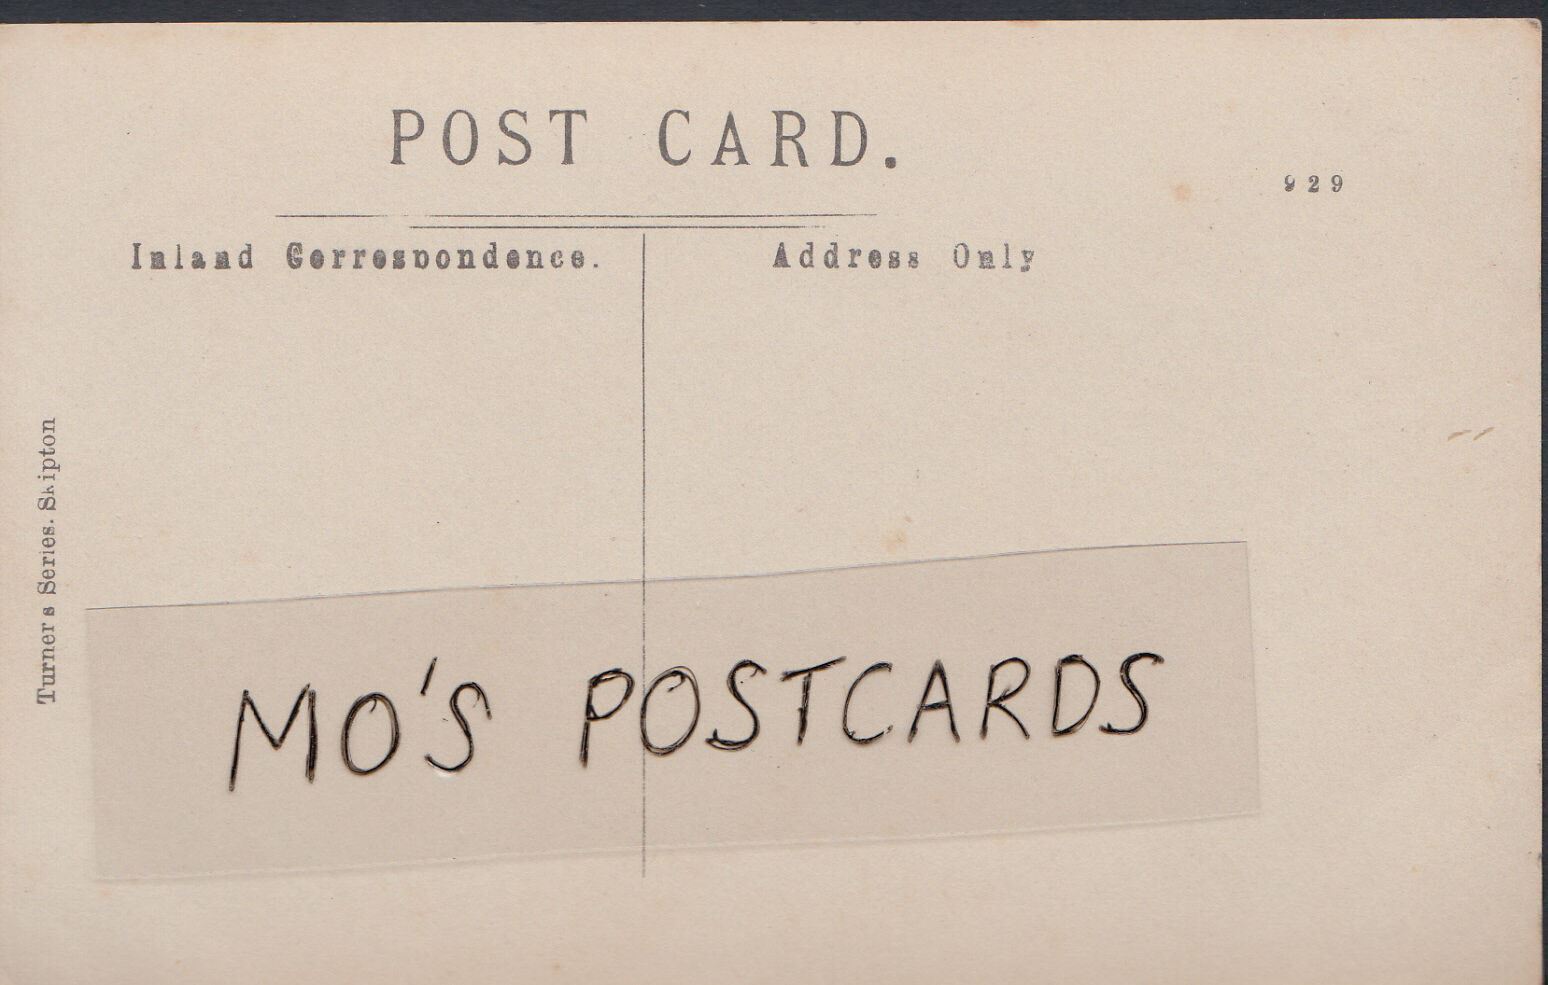 POST CARD.
929
Inland Correspondence.
Address Only
Turner s Series. Skipton
MO'S POSTCARDS